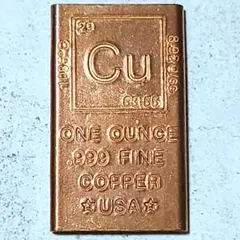 29
Cu
ONE OUNCE
.999 FINE
COPPER
★USA★